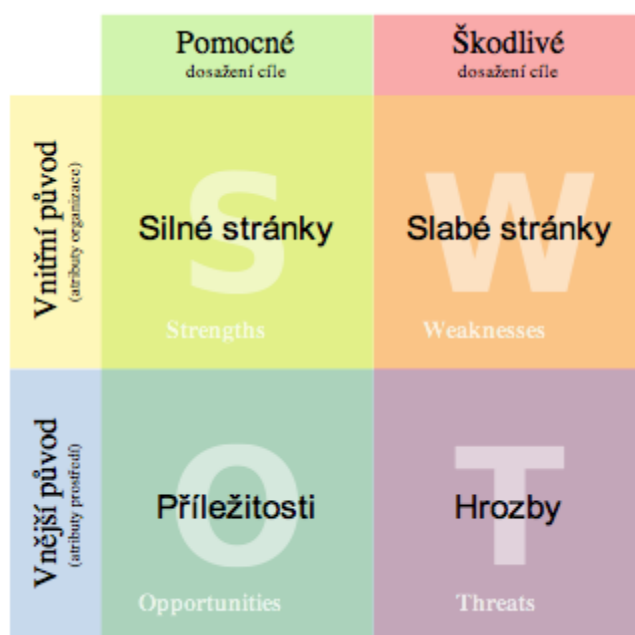 Pomocné
dosažení cíle
Škodlivé
dosažení cíle
Vnitřní původ
(atributy organizace)
S
Silné stránky
Strengths
W
Slabé stránky
Weaknesses
Vnější původ
(atributy prostředí)
O
Příležitosti
Opportunities
T
Hrozby
Threats